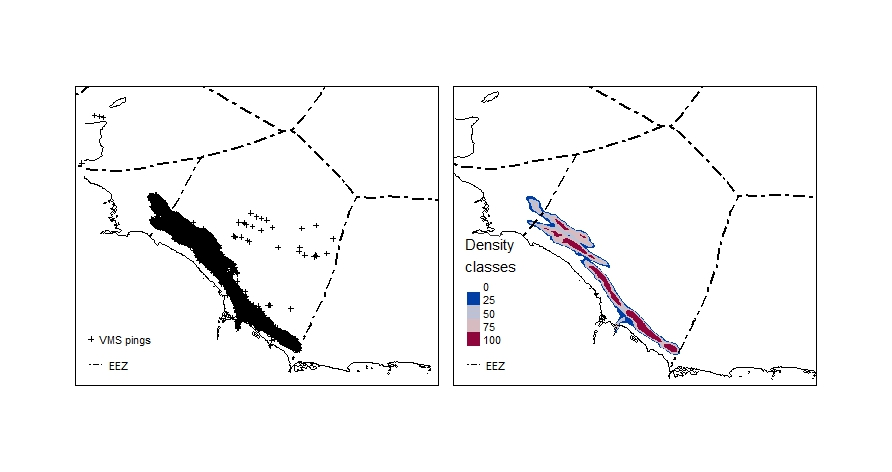 VMS pings
EEZ
Density
classes
0
25
50
75
100
EEZ